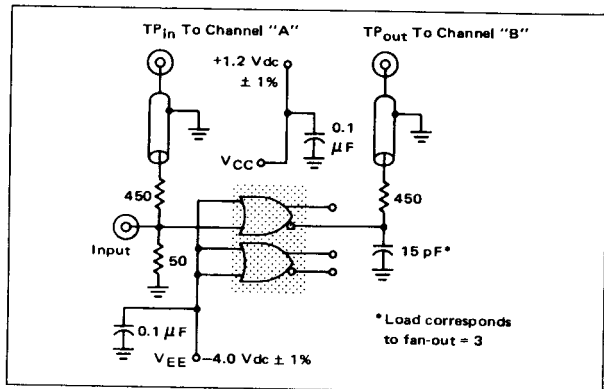 TPin To Channel "A"
TPout To Channel "B"
+1.2 Vdc
± 1%
0.1
µF
VCC
450
450
Input
50
15 pF*
0.1 µF
* Load corresponds
to fan-out = 3
VEE
−4.0 Vdc ± 1%